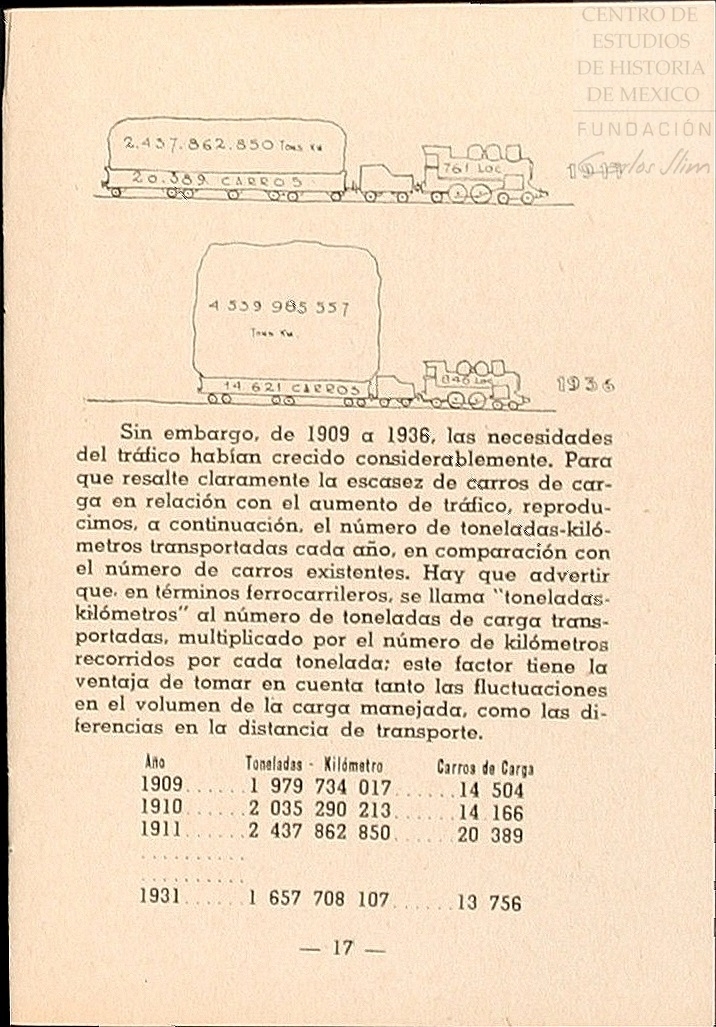 CENTRO DE
ESTUDIOS
DE HISTORIA
DE MEXICO
FUNDACIÓN
Carlos Slim
2.437.862.850 Tons Km
20.389 CARROS
761 LOC
4 539 985 557
Tons Km.
14 621 CARROS
846 Loc
1936
Sin embargo, de 1909 a 1936, las necesidades
del tráfico habían crecido considerablemente. Para
que resalte claramente la escasez de carros de car-
ga en relación con el aumento de tráfico, reprodu-
cimos, a continuación, el número de toneladas-kiló-
metros transportadas cada año, en comparación con
el número de carros existentes. Hay que advertir
que, en términos ferrocarrileros, se llama "toneladas-
kilómetros" al número de toneladas de carga trans-
portadas, multiplicado por el número de kilómetros
recorridos por cada tonelada; este factor tiene la
ventaja de tomar en cuenta tanto las fluctuaciones
en el volumen de la carga manejada, como las di-
ferencias en la distancia de transporte.
Año Toneladas - Kilómetro Carros de Carga
1909......1 979 734 017......14 504
1910......2 035 290 213......14 166
1911......2 437 862 850......20 389
..........
..........
1931......1 657 708 107......13 756
— 17 —